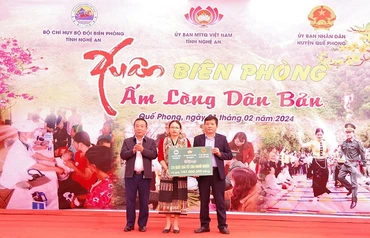 BỘ CHỈ HUY BỘ ĐỘI BIÊN PHÒNG
TỈNH NGHỆ AN
ỦY BAN MTTQ VIỆT NAM
TỈNH NGHỆ AN
ỦY BAN NHÂN DÂN
HUYỆN QUẾ PHONG
Xuân BIÊN PHÒNG
Ấm Lòng Dân Bản
Quế Phong, ngày 02 năm 2024